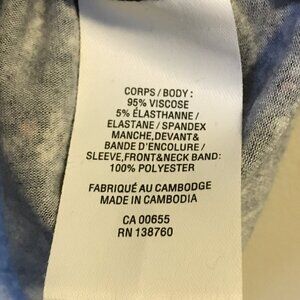 CORPS/BODY:
95% VISCOSE
5% ÉLASTHANNE/
ELASTANE/SPANDEX
MANCHE,DEVANT&
BANDE D'ENCOLURE/
SLEEVE,FRONT&NECK BAND:
100% POLYESTER
FABRIQUÉ AU CAMBODGE
MADE IN CAMBODIA
CA 00655
RN 138760